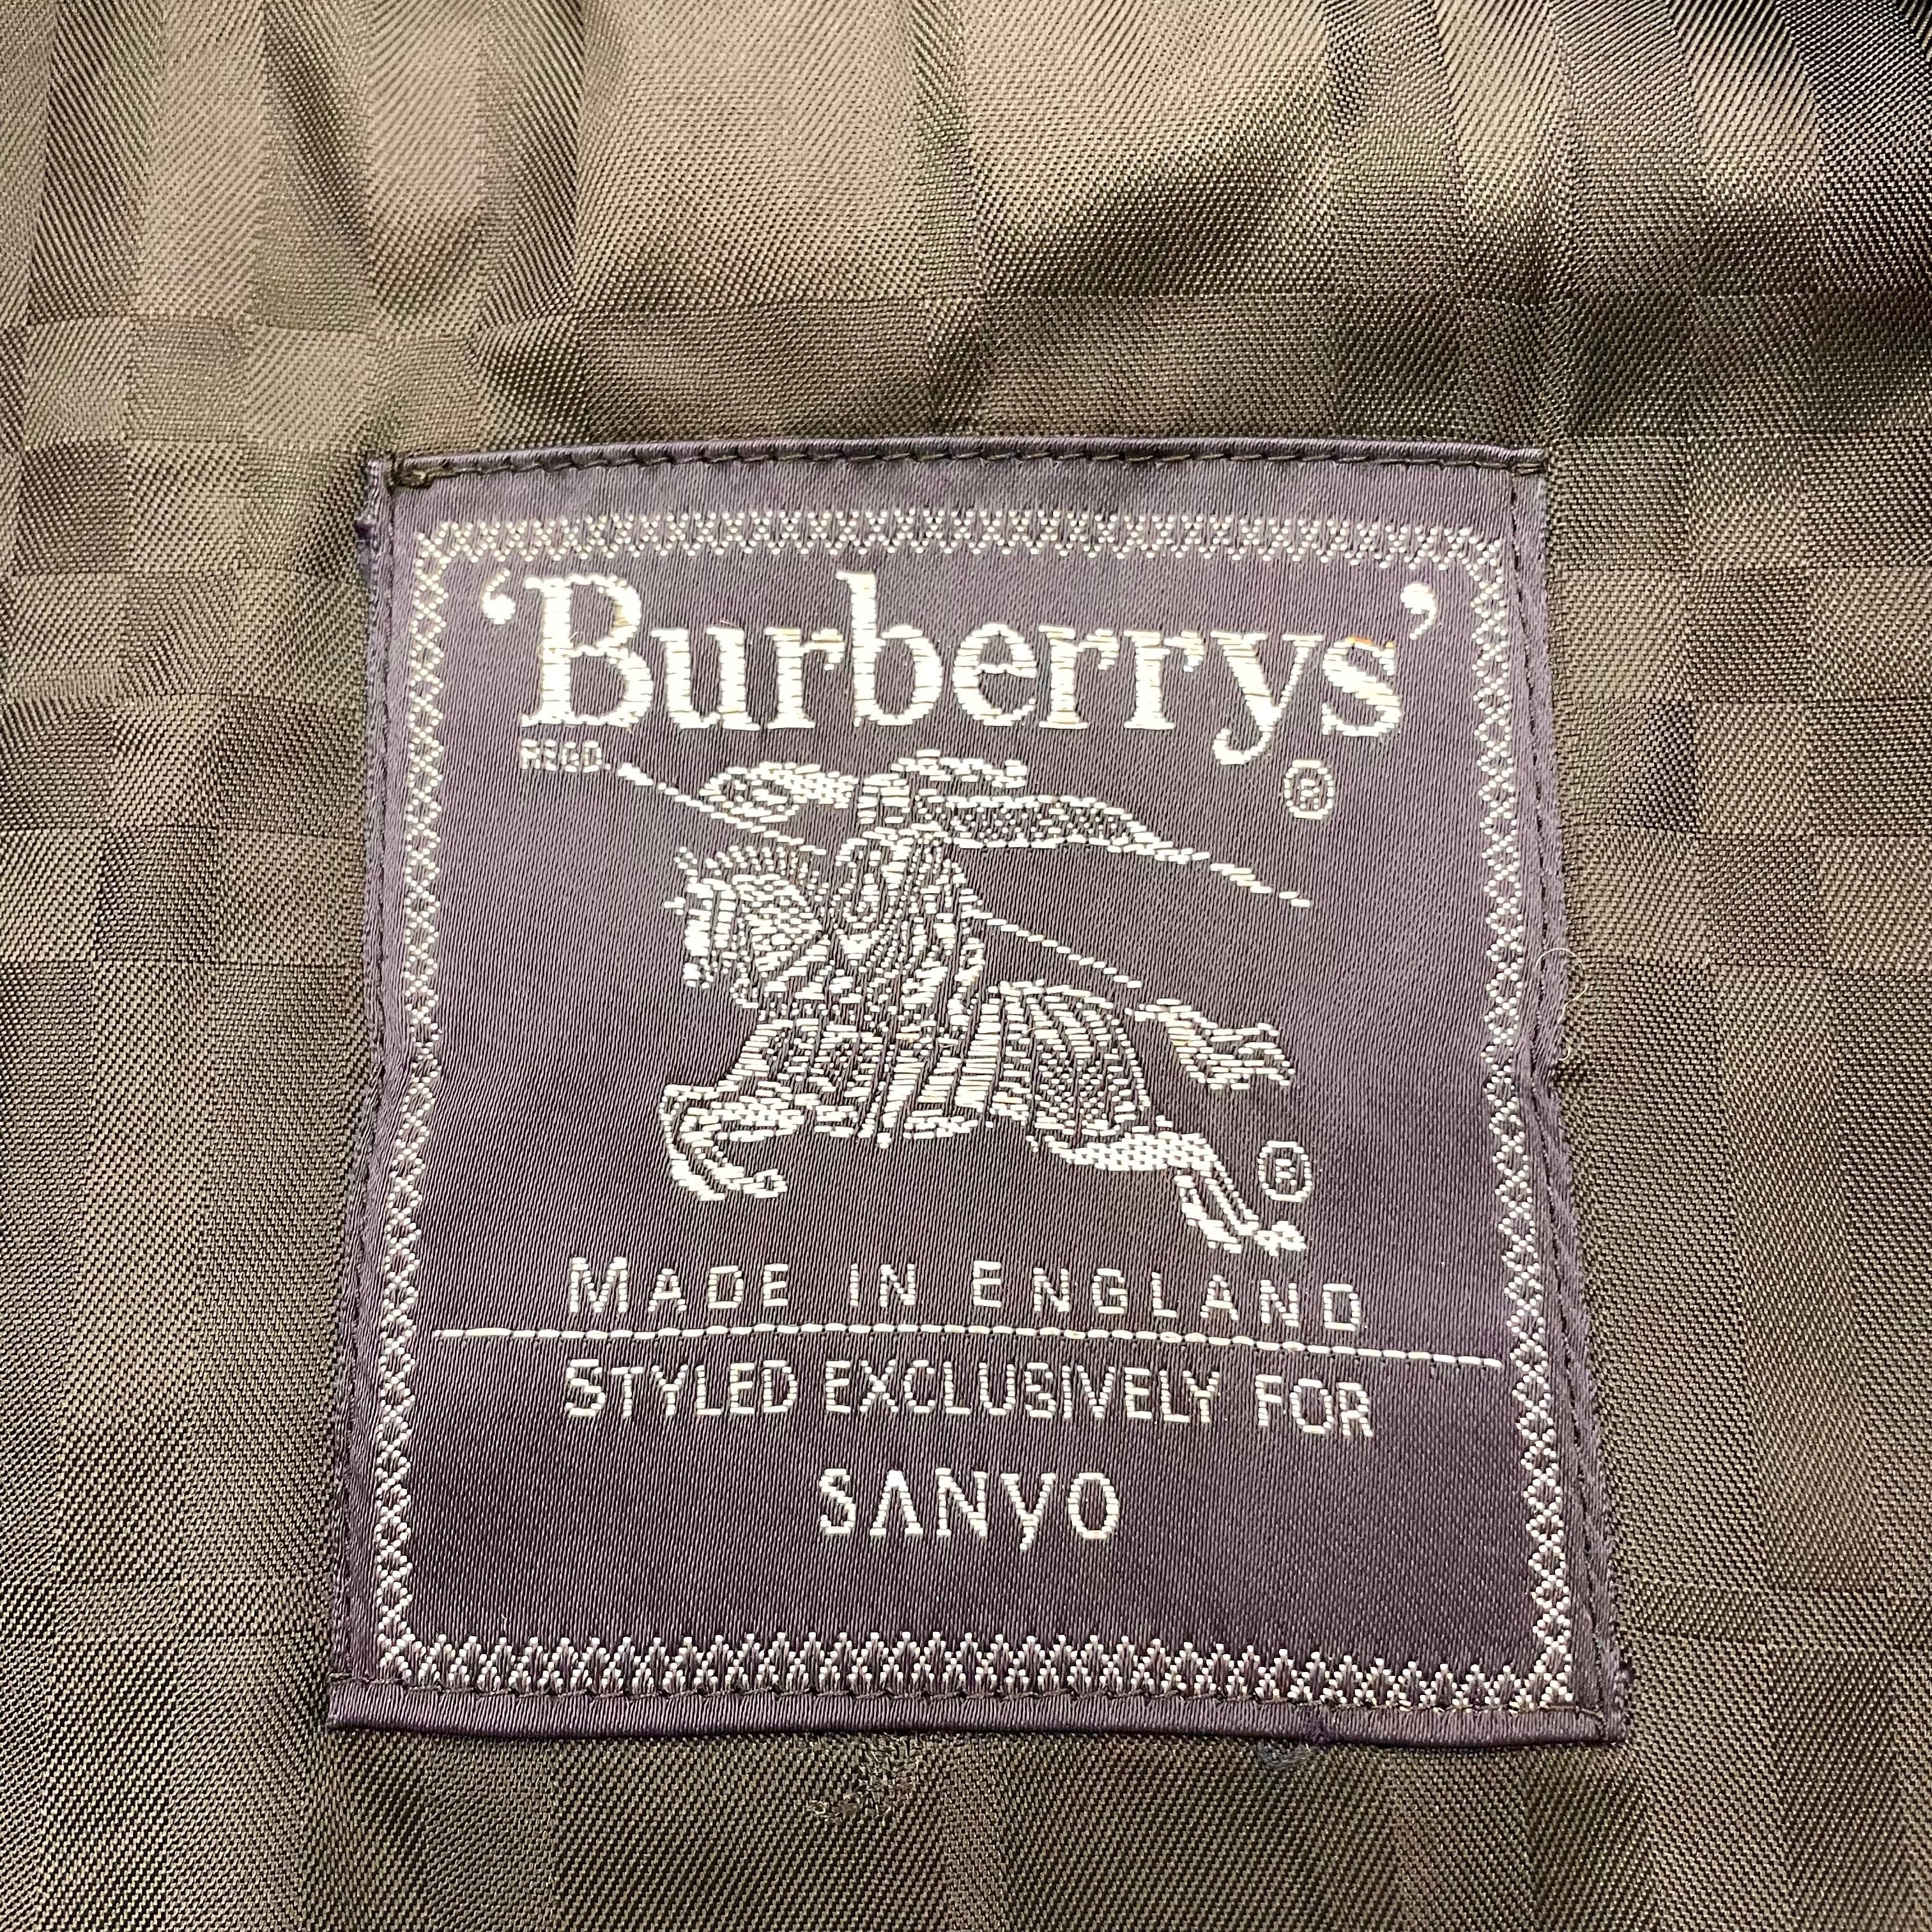 ‘Burberrys’
REGD. ®
®
MADE IN ENGLAND
STYLED EXCLUSIVELY FOR
SANYO